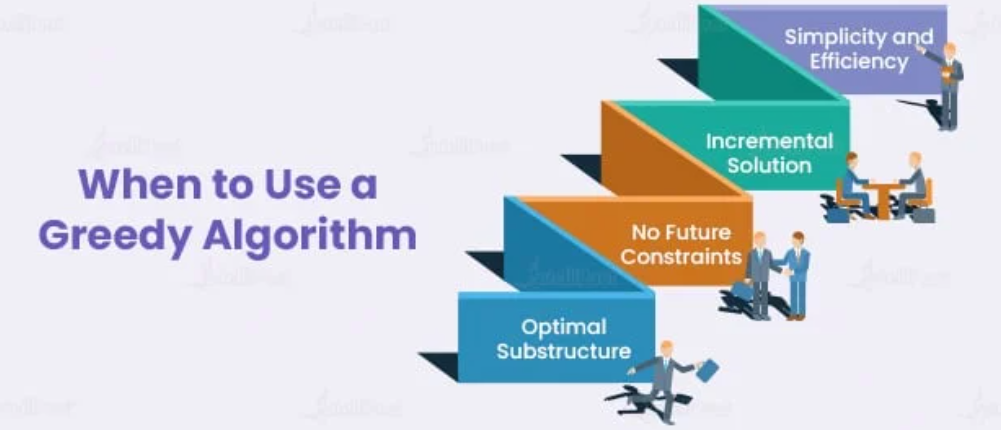 When to Use a
Greedy Algorithm
Simplicity and
Efficiency
Incremental
Solution
No Future
Constraints
Optimal
Substructure